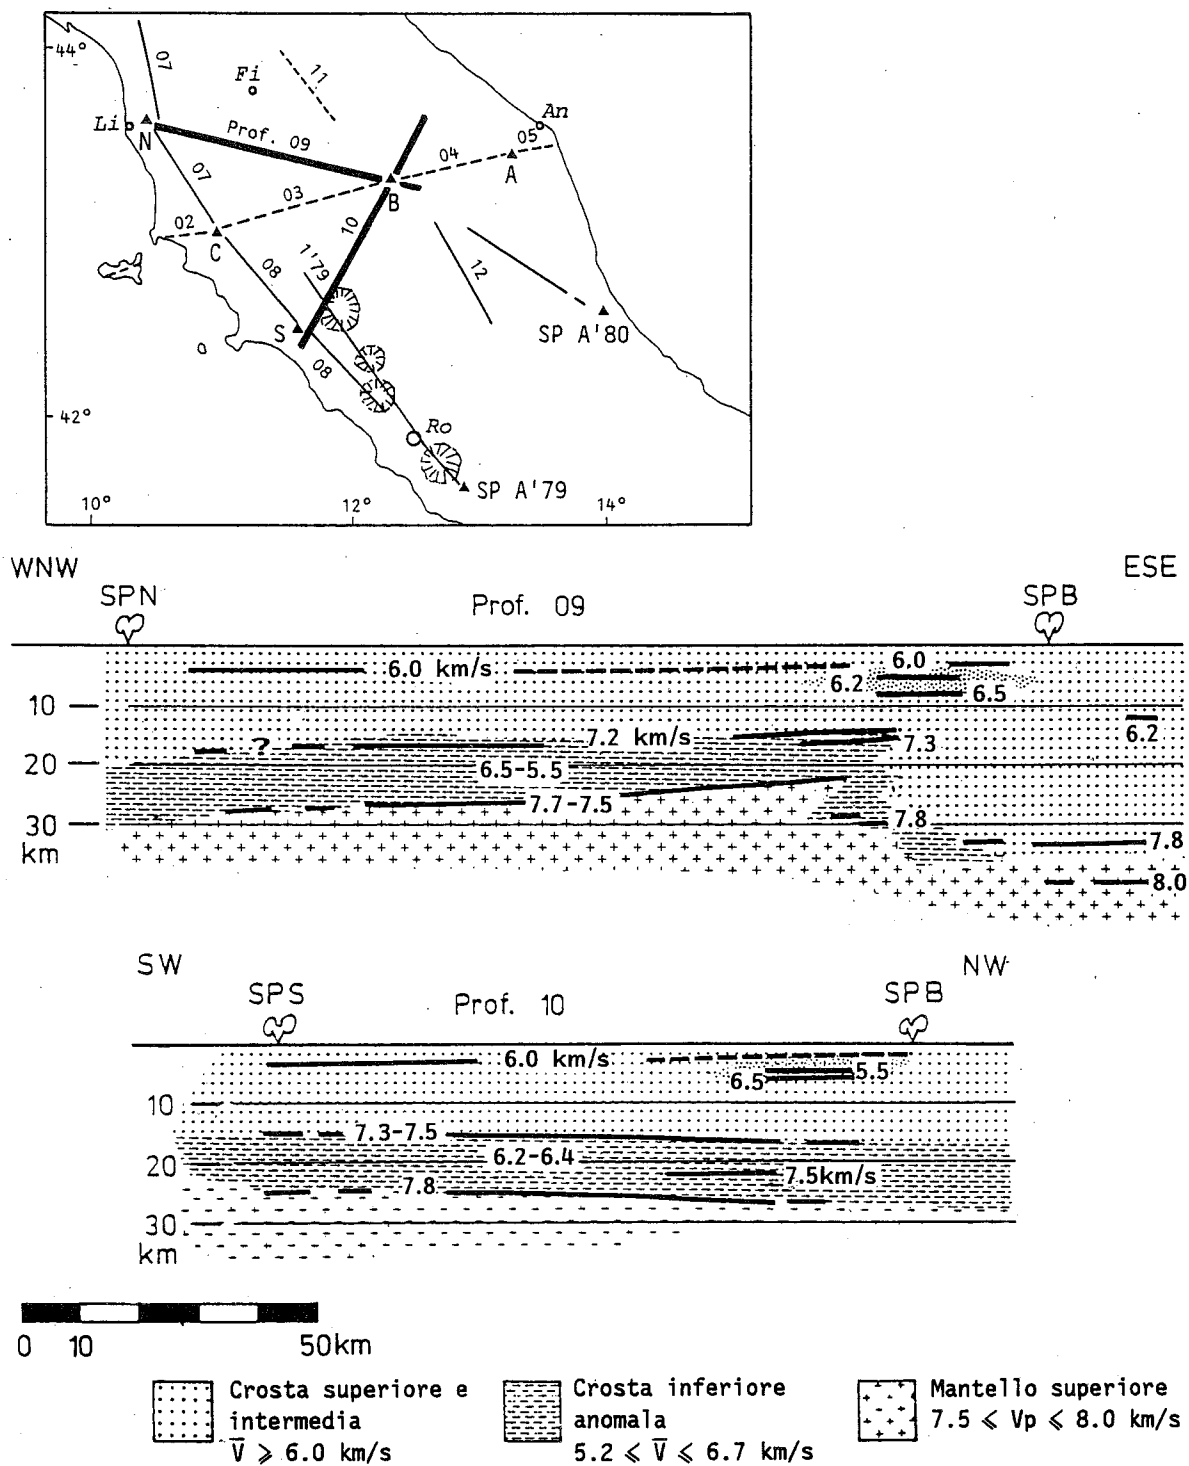 44°
07
Fi
11
Li
N
Prof. 09
An
05
04
A
07
03
B
02
C
10
08
1'79
12
S
SP A'80
08
42°
Ro
SP A'79
10°
12°
14°
WNW
ESE
SPN
Prof. 09
SPB
6.0 km/s
6.0
6.2
6.5
10
6.2
7.2 km/s
?
7.3
20
6.5-5.5
7.7-7.5
7.8
30
km
7.8
8.0
SW
NW
SPS
Prof. 10
SPB
6.0 km/s
5.5
6.5
10
7.3-7.5
6.2-6.4
20
7.5km/s
7.8
30
km
0 10 50km
Crosta superiore e
intermedia
V̅ ⩾ 6.0 km/s
Crosta inferiore
anomala
5.2 ⩽ V̅ ⩽ 6.7 km/s
Mantello superiore
7.5 ⩽ Vp ⩽ 8.0 km/s